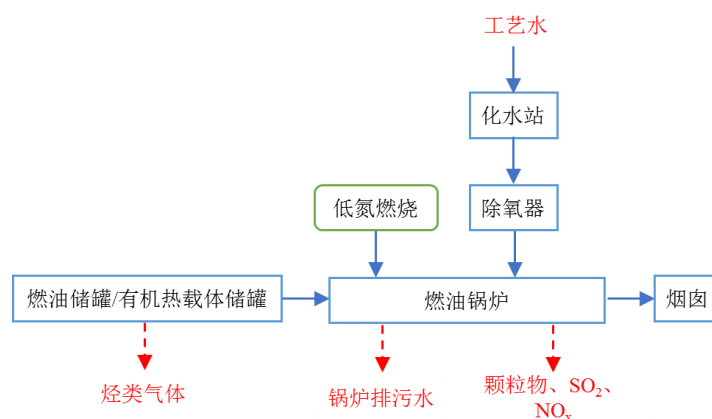 工艺水
化水站
低氮燃烧
除氧器
燃油储罐/有机热载体储罐
燃油锅炉
烟囱
烃类气体
锅炉排污水
颗粒物、SO₂、
NOₓ